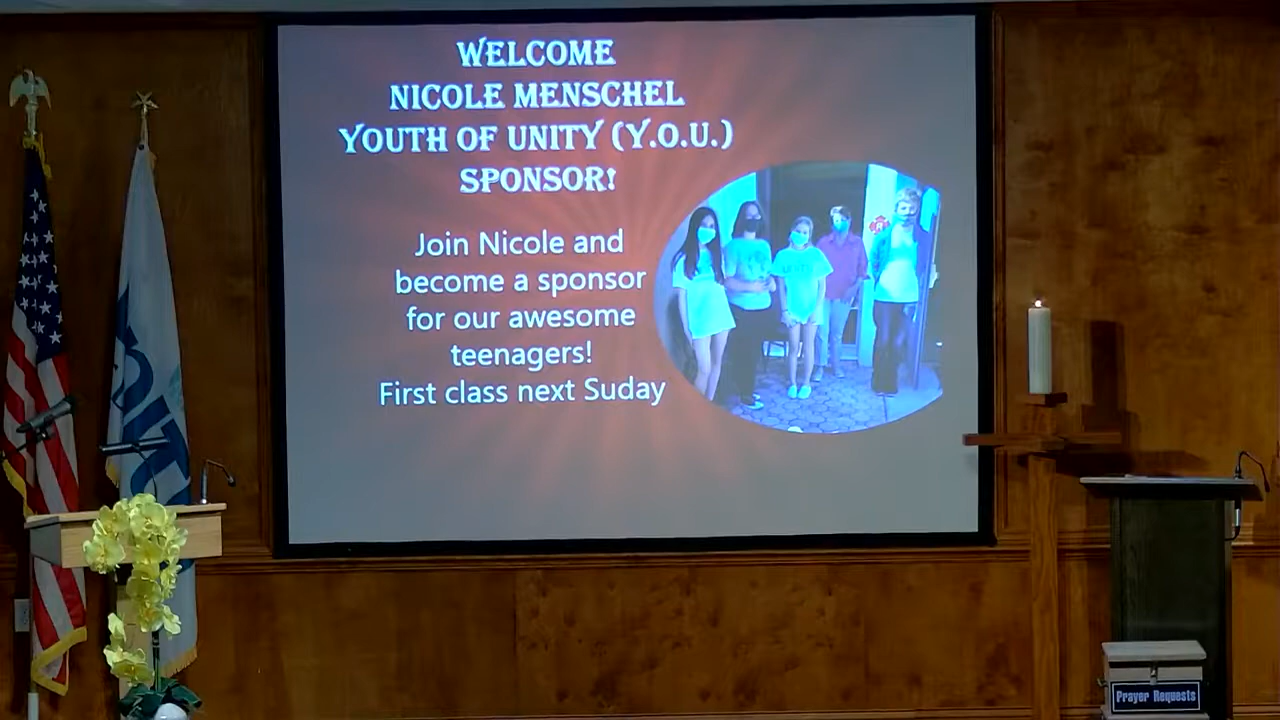 WELCOME
NICOLE MENSCHEL
YOUTH OF UNITY (Y.O.U.)
SPONSOR!
Join Nicole and
become a sponsor
for our awesome
teenagers!
First class next Suday
Prayer Requests